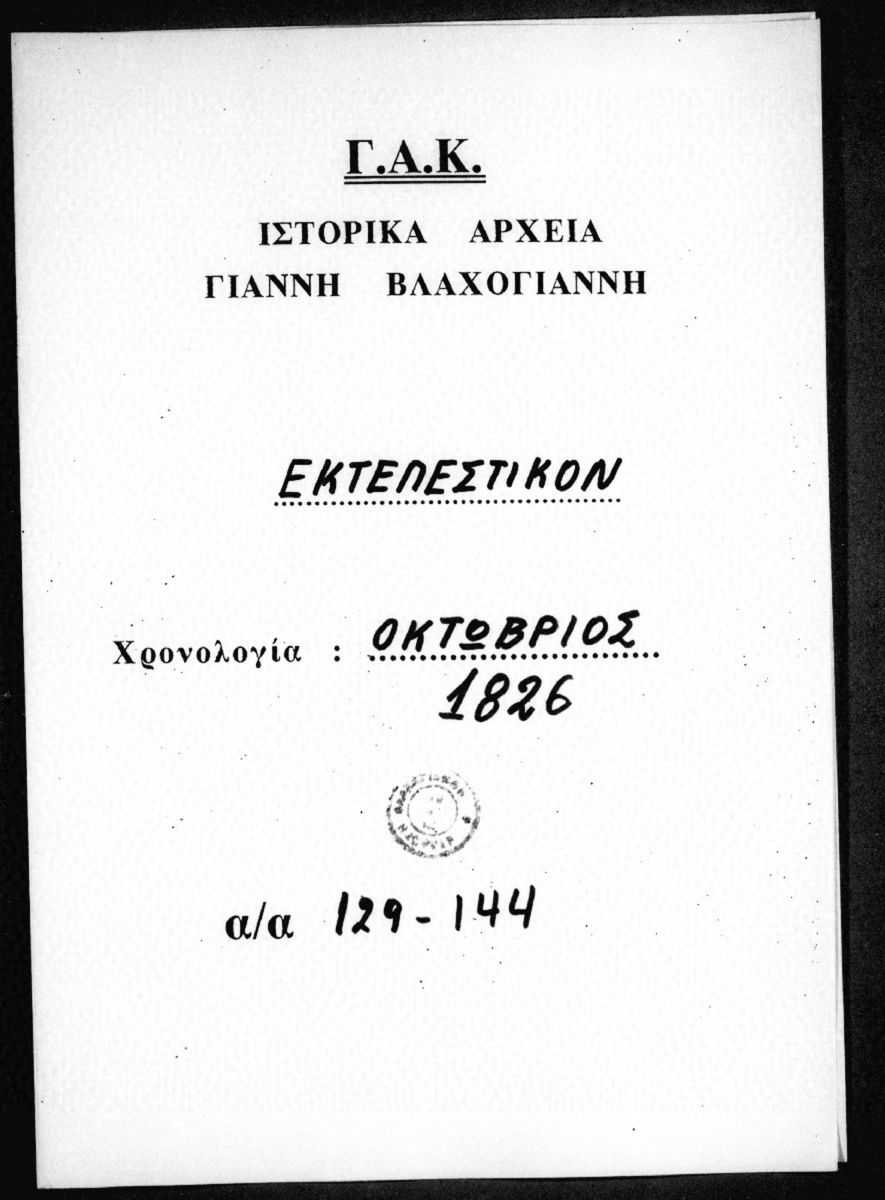 Γ.Α.Κ.
ΙΣΤΟΡΙΚΑ ΑΡΧΕΙΑ
ΓΙΑΝΝΗ ΒΛΑΧΟΓΙΑΝΝΗ
ΕΚΤΕΛΕΣΤΙΚΟΝ
Χρονολογία : ΟΚΤΩΒΡΙΟΣ
1826
α/α 129-144